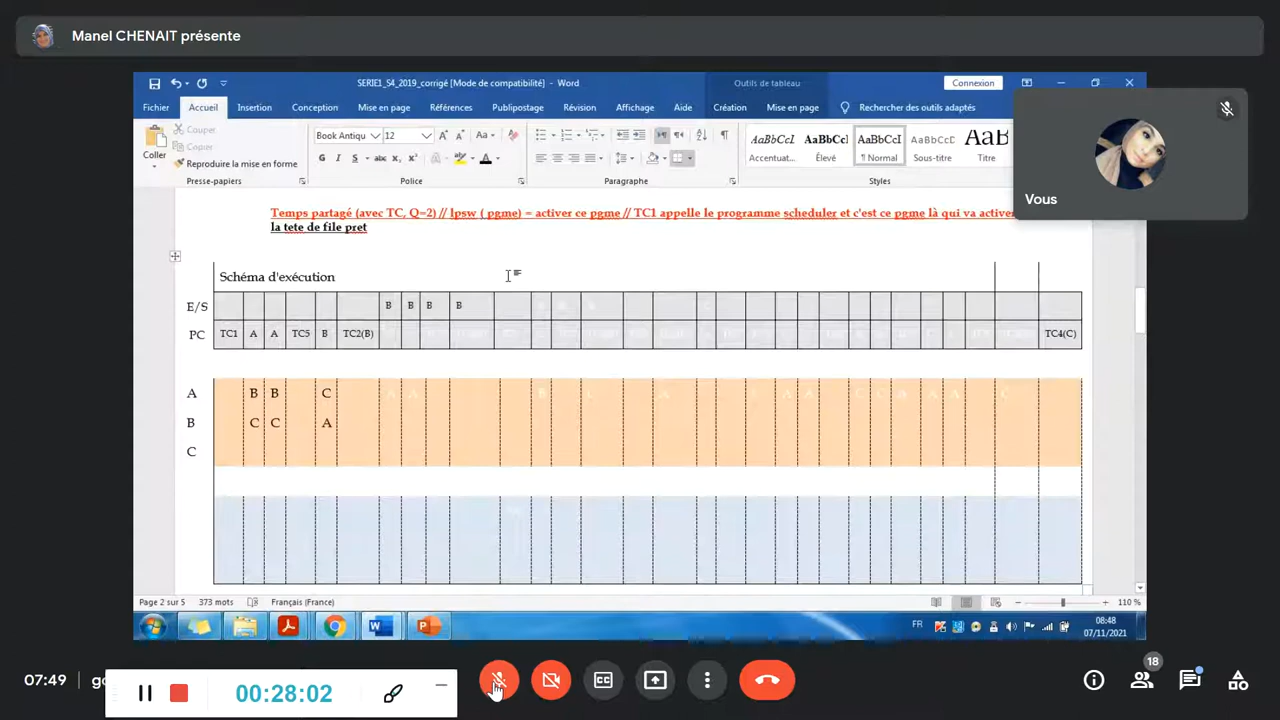 Manel CHENAIT présente
SERIE1_S4_2019_corrigé [Mode de compatibilité] - Word
Outils de tableau
Connexion
Fichier Accueil Insertion Conception Mise en page Références Publipostage Révision Affichage Aide Création Mise en page Rechercher des outils adaptés
Coller
Couper
Copier
Reproduire la mise en forme
Book Antiqu 12
AaBbCcI AaBbCc AaBbCcI AaBbCcD AaB
Accentuat... Élevé ¶ Normal Sous-titre Titre
Presse-papiers Police Paragraphe Styles
Vous
Temps partagé (avec TC, Q=2) // lpsw ( pgme) = activer ce pgme // TC1 appelle le programme scheduler et c'est ce pgme là qui va activer
la tete de file pret
Schéma d'exécution
E/S B B B B
PC TC1 A A TC5 B TC2(B) TC4(C)
A B B C
B C C A
C
Page 2 sur 5 373 mots Français (France) 110 %
FR 08:48
07/11/2021
07:49
00:28:02
18